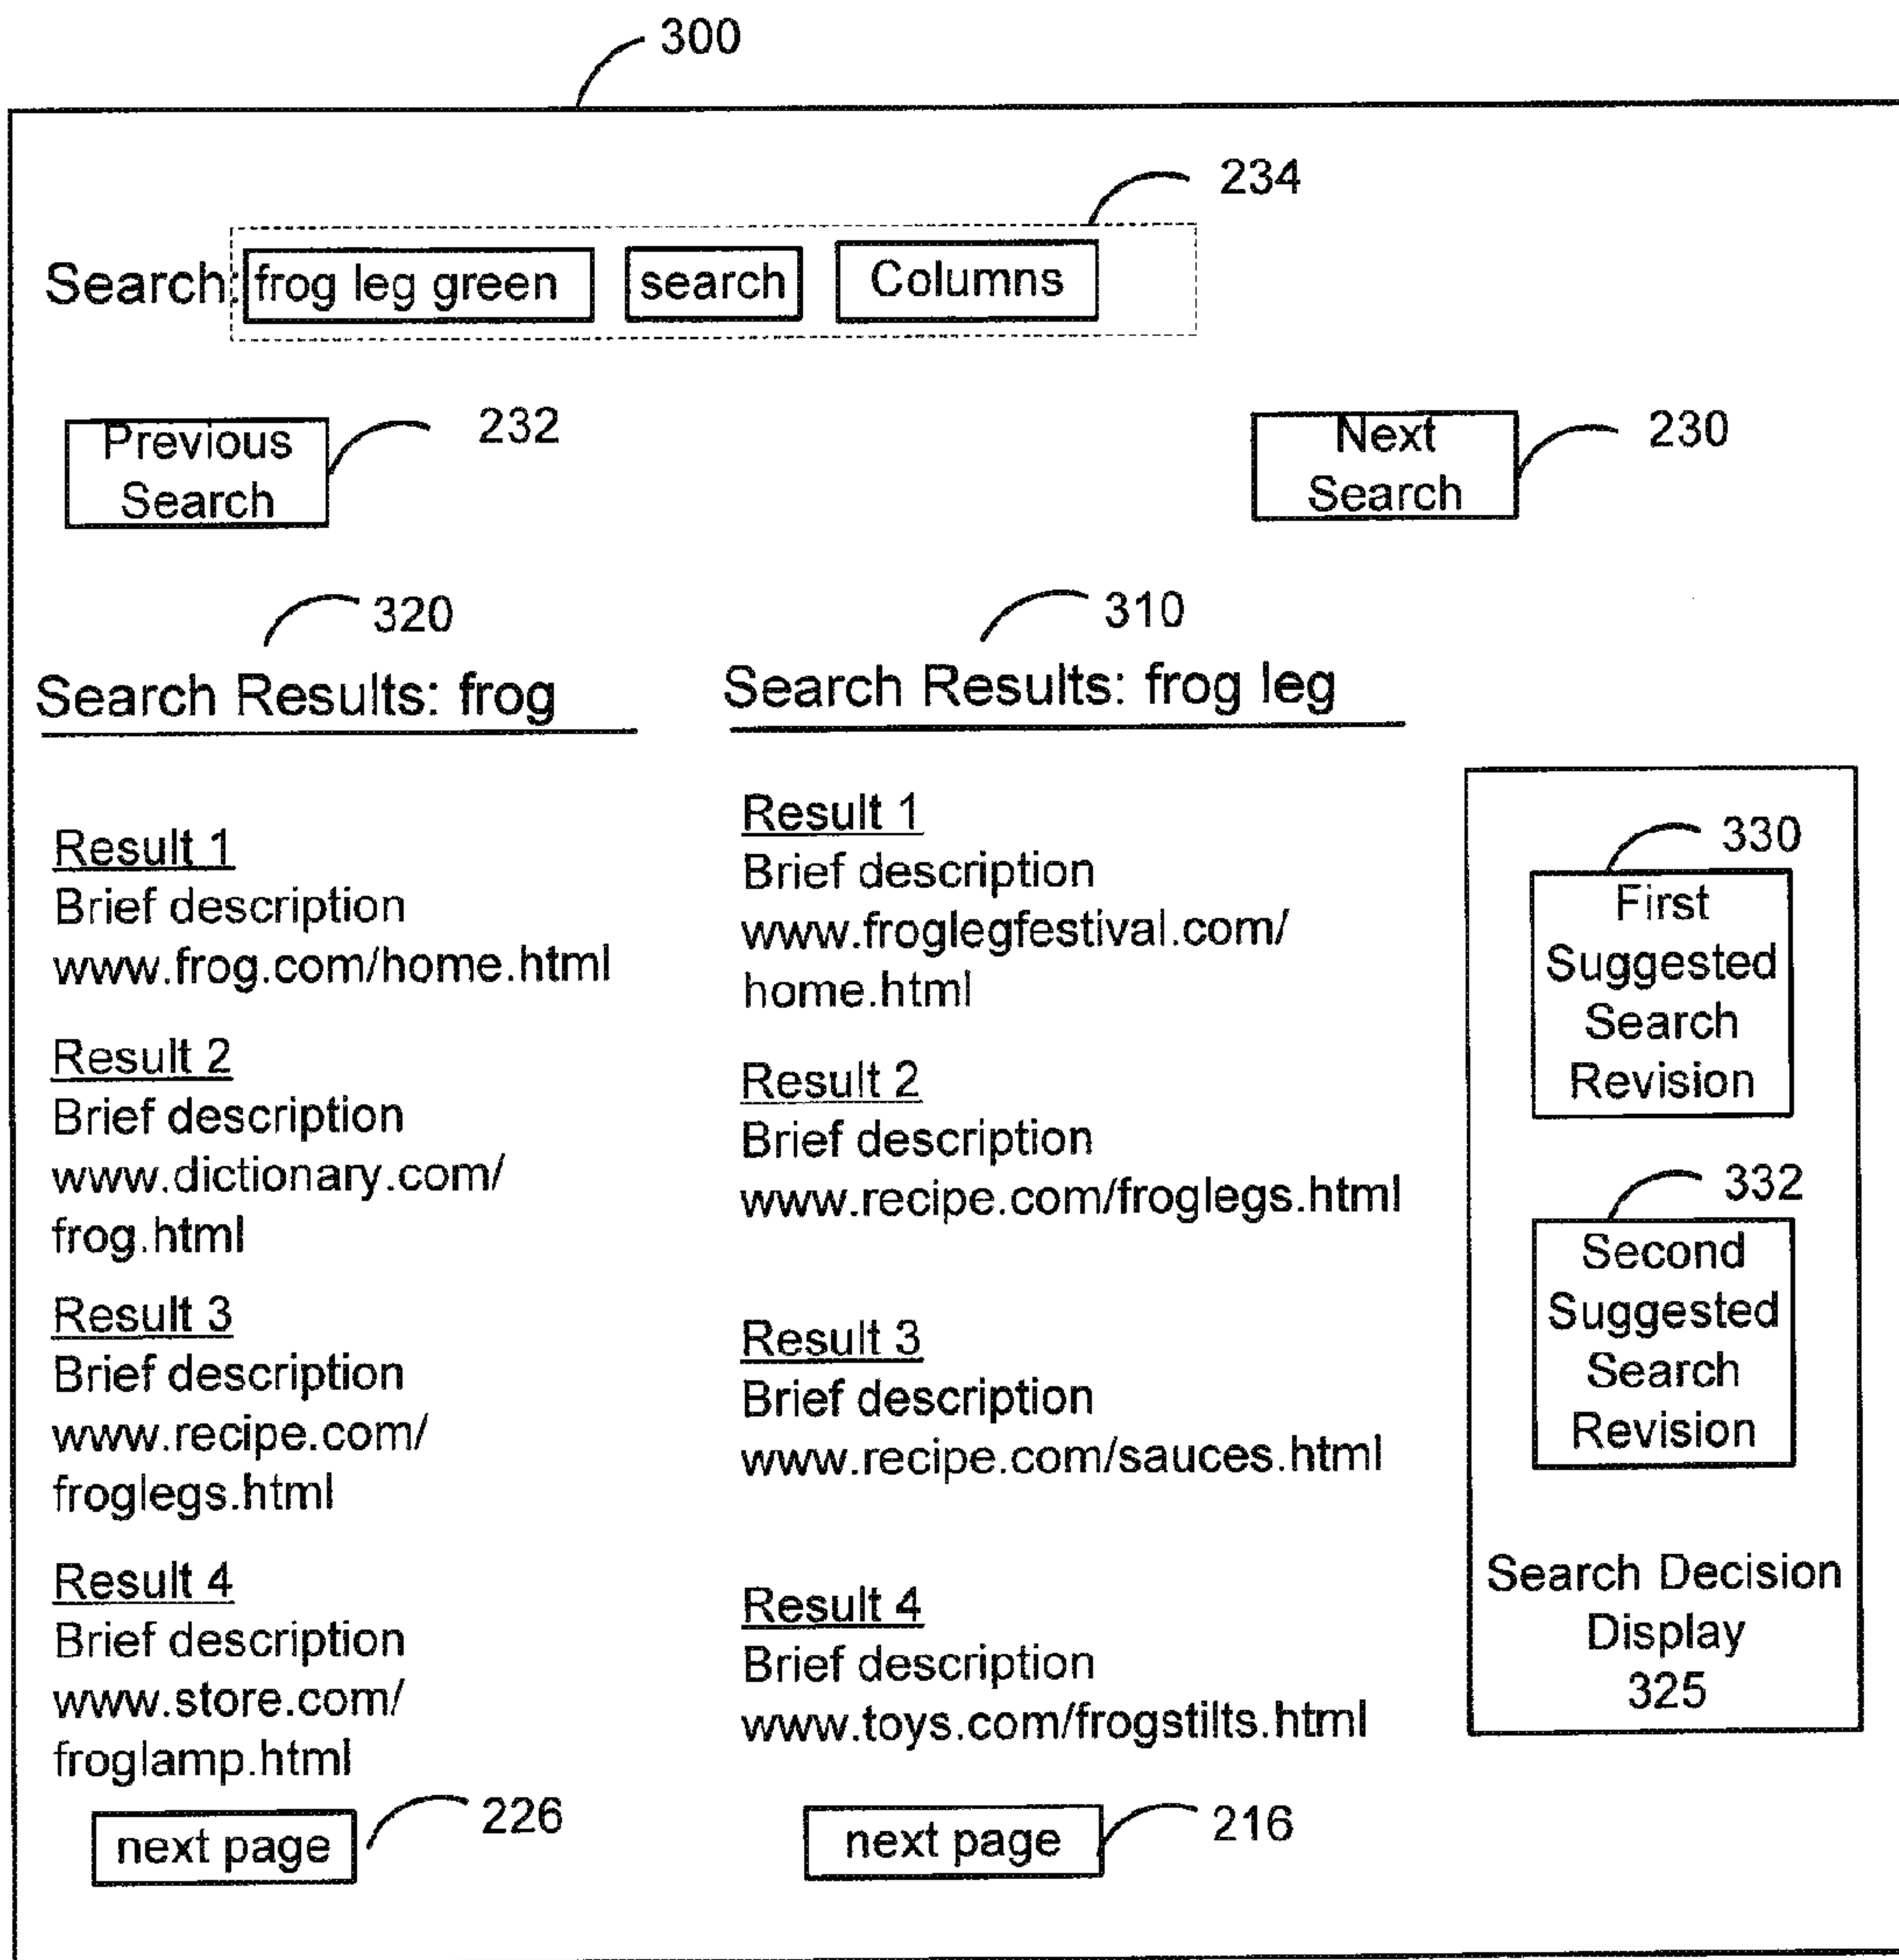 300
234
Search: frog leg green search Columns
Previous
Search
232
Next
Search
230
320
Search Results: frog
Result 1
Brief description
www.frog.com/home.html
Result 2
Brief description
www.dictionary.com/
frog.html
Result 3
Brief description
www.recipe.com/
froglegs.html
Result 4
Brief description
www.store.com/
froglamp.html
next page
226
310
Search Results: frog leg
Result 1
Brief description
www.froglegfestival.com/
home.html
Result 2
Brief description
www.recipe.com/froglegs.html
Result 3
Brief description
www.recipe.com/sauces.html
Result 4
Brief description
www.toys.com/frogstilts.html
next page
216
330
First
Suggested
Search
Revision
332
Second
Suggested
Search
Revision
Search Decision
Display
325